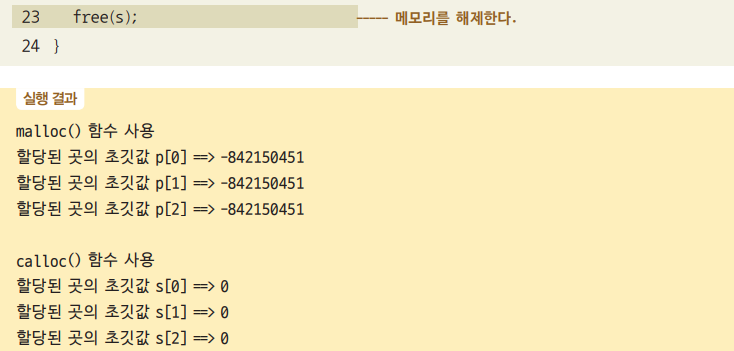 23 free(s); ----- 메모리를 해제한다.
24 }
실행 결과
malloc() 함수 사용
할당된 곳의 초깃값 p[0] ==> -842150451
할당된 곳의 초깃값 p[1] ==> -842150451
할당된 곳의 초깃값 p[2] ==> -842150451
calloc() 함수 사용
할당된 곳의 초깃값 s[0] ==> 0
할당된 곳의 초깃값 s[1] ==> 0
할당된 곳의 초깃값 s[2] ==> 0